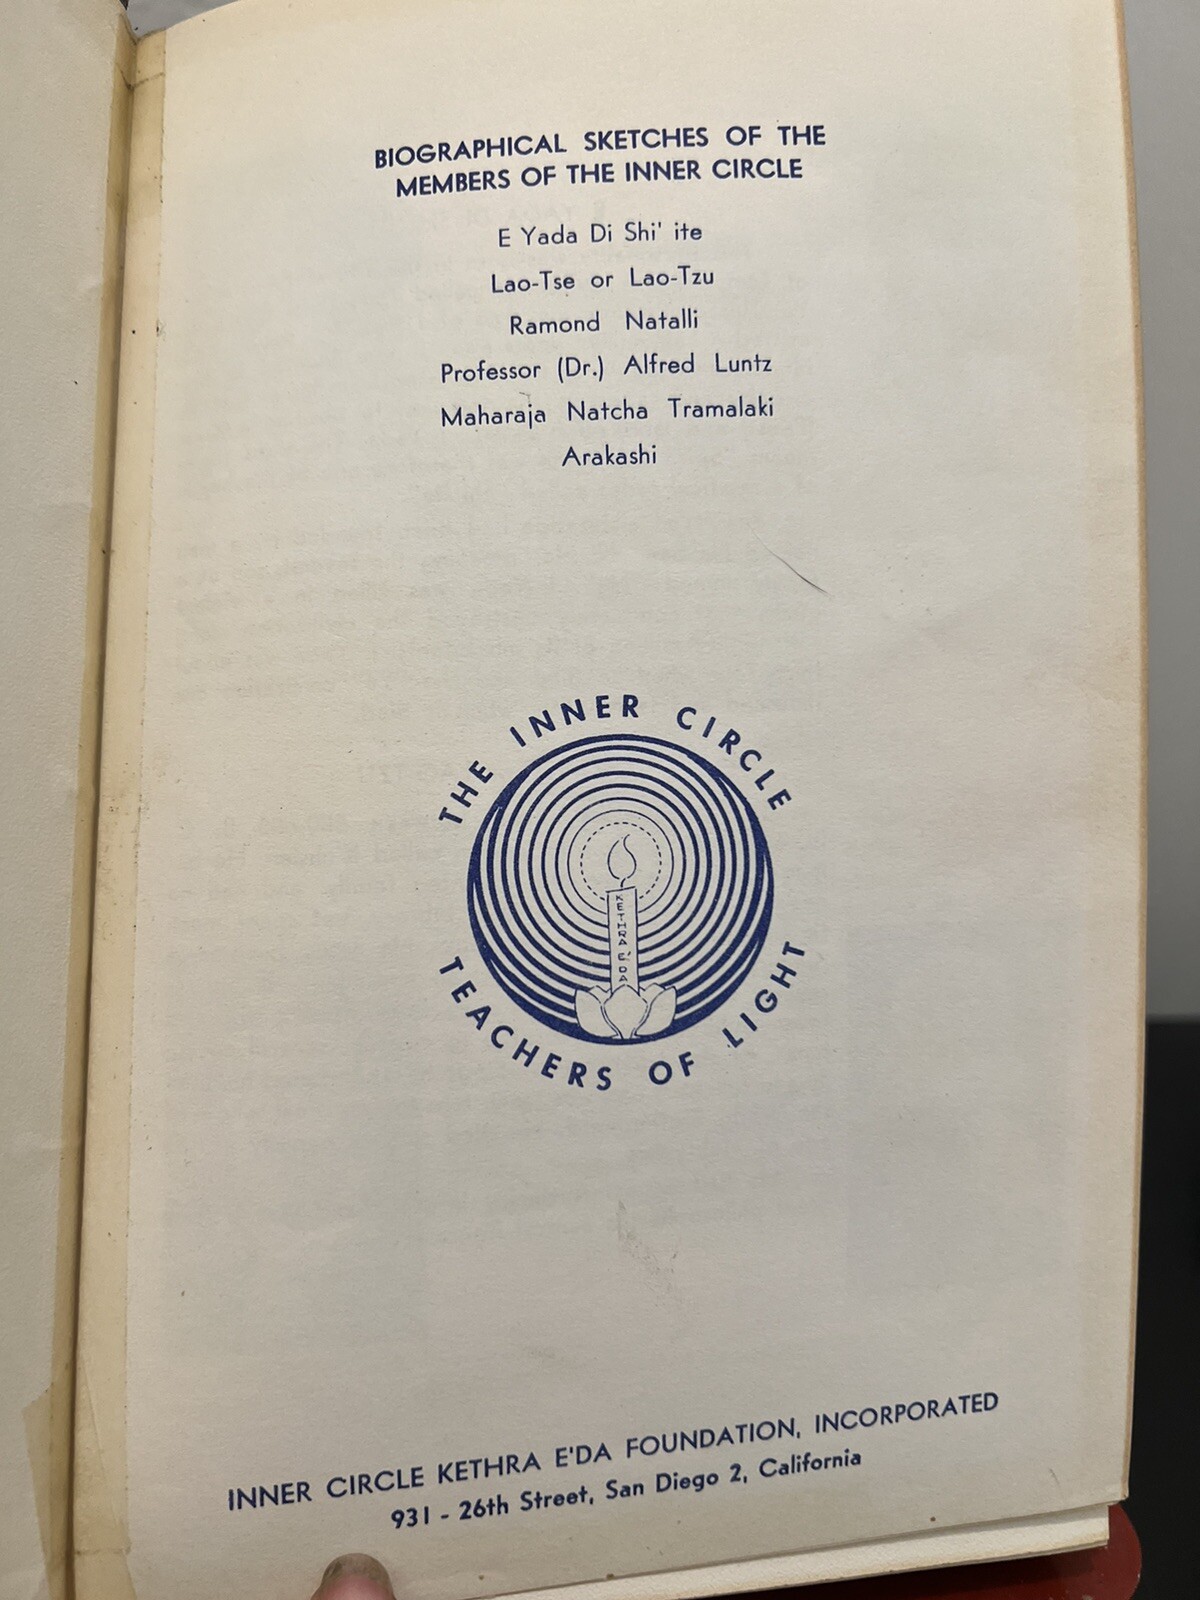 BIOGRAPHICAL SKETCHES OF THE
MEMBERS OF THE INNER CIRCLE
E Yada Di Shi' ite
Lao-Tse or Lao-Tzu
Ramond Natalli
Professor (Dr.) Alfred Luntz
Maharaja Natcha Tramalaki
Arakashi
THE INNER CIRCLE
KETHRA E'DA
TEACHERS OF LIGHT
INNER CIRCLE KETHRA E'DA FOUNDATION, INCORPORATED
931 - 26th Street, San Diego 2, California